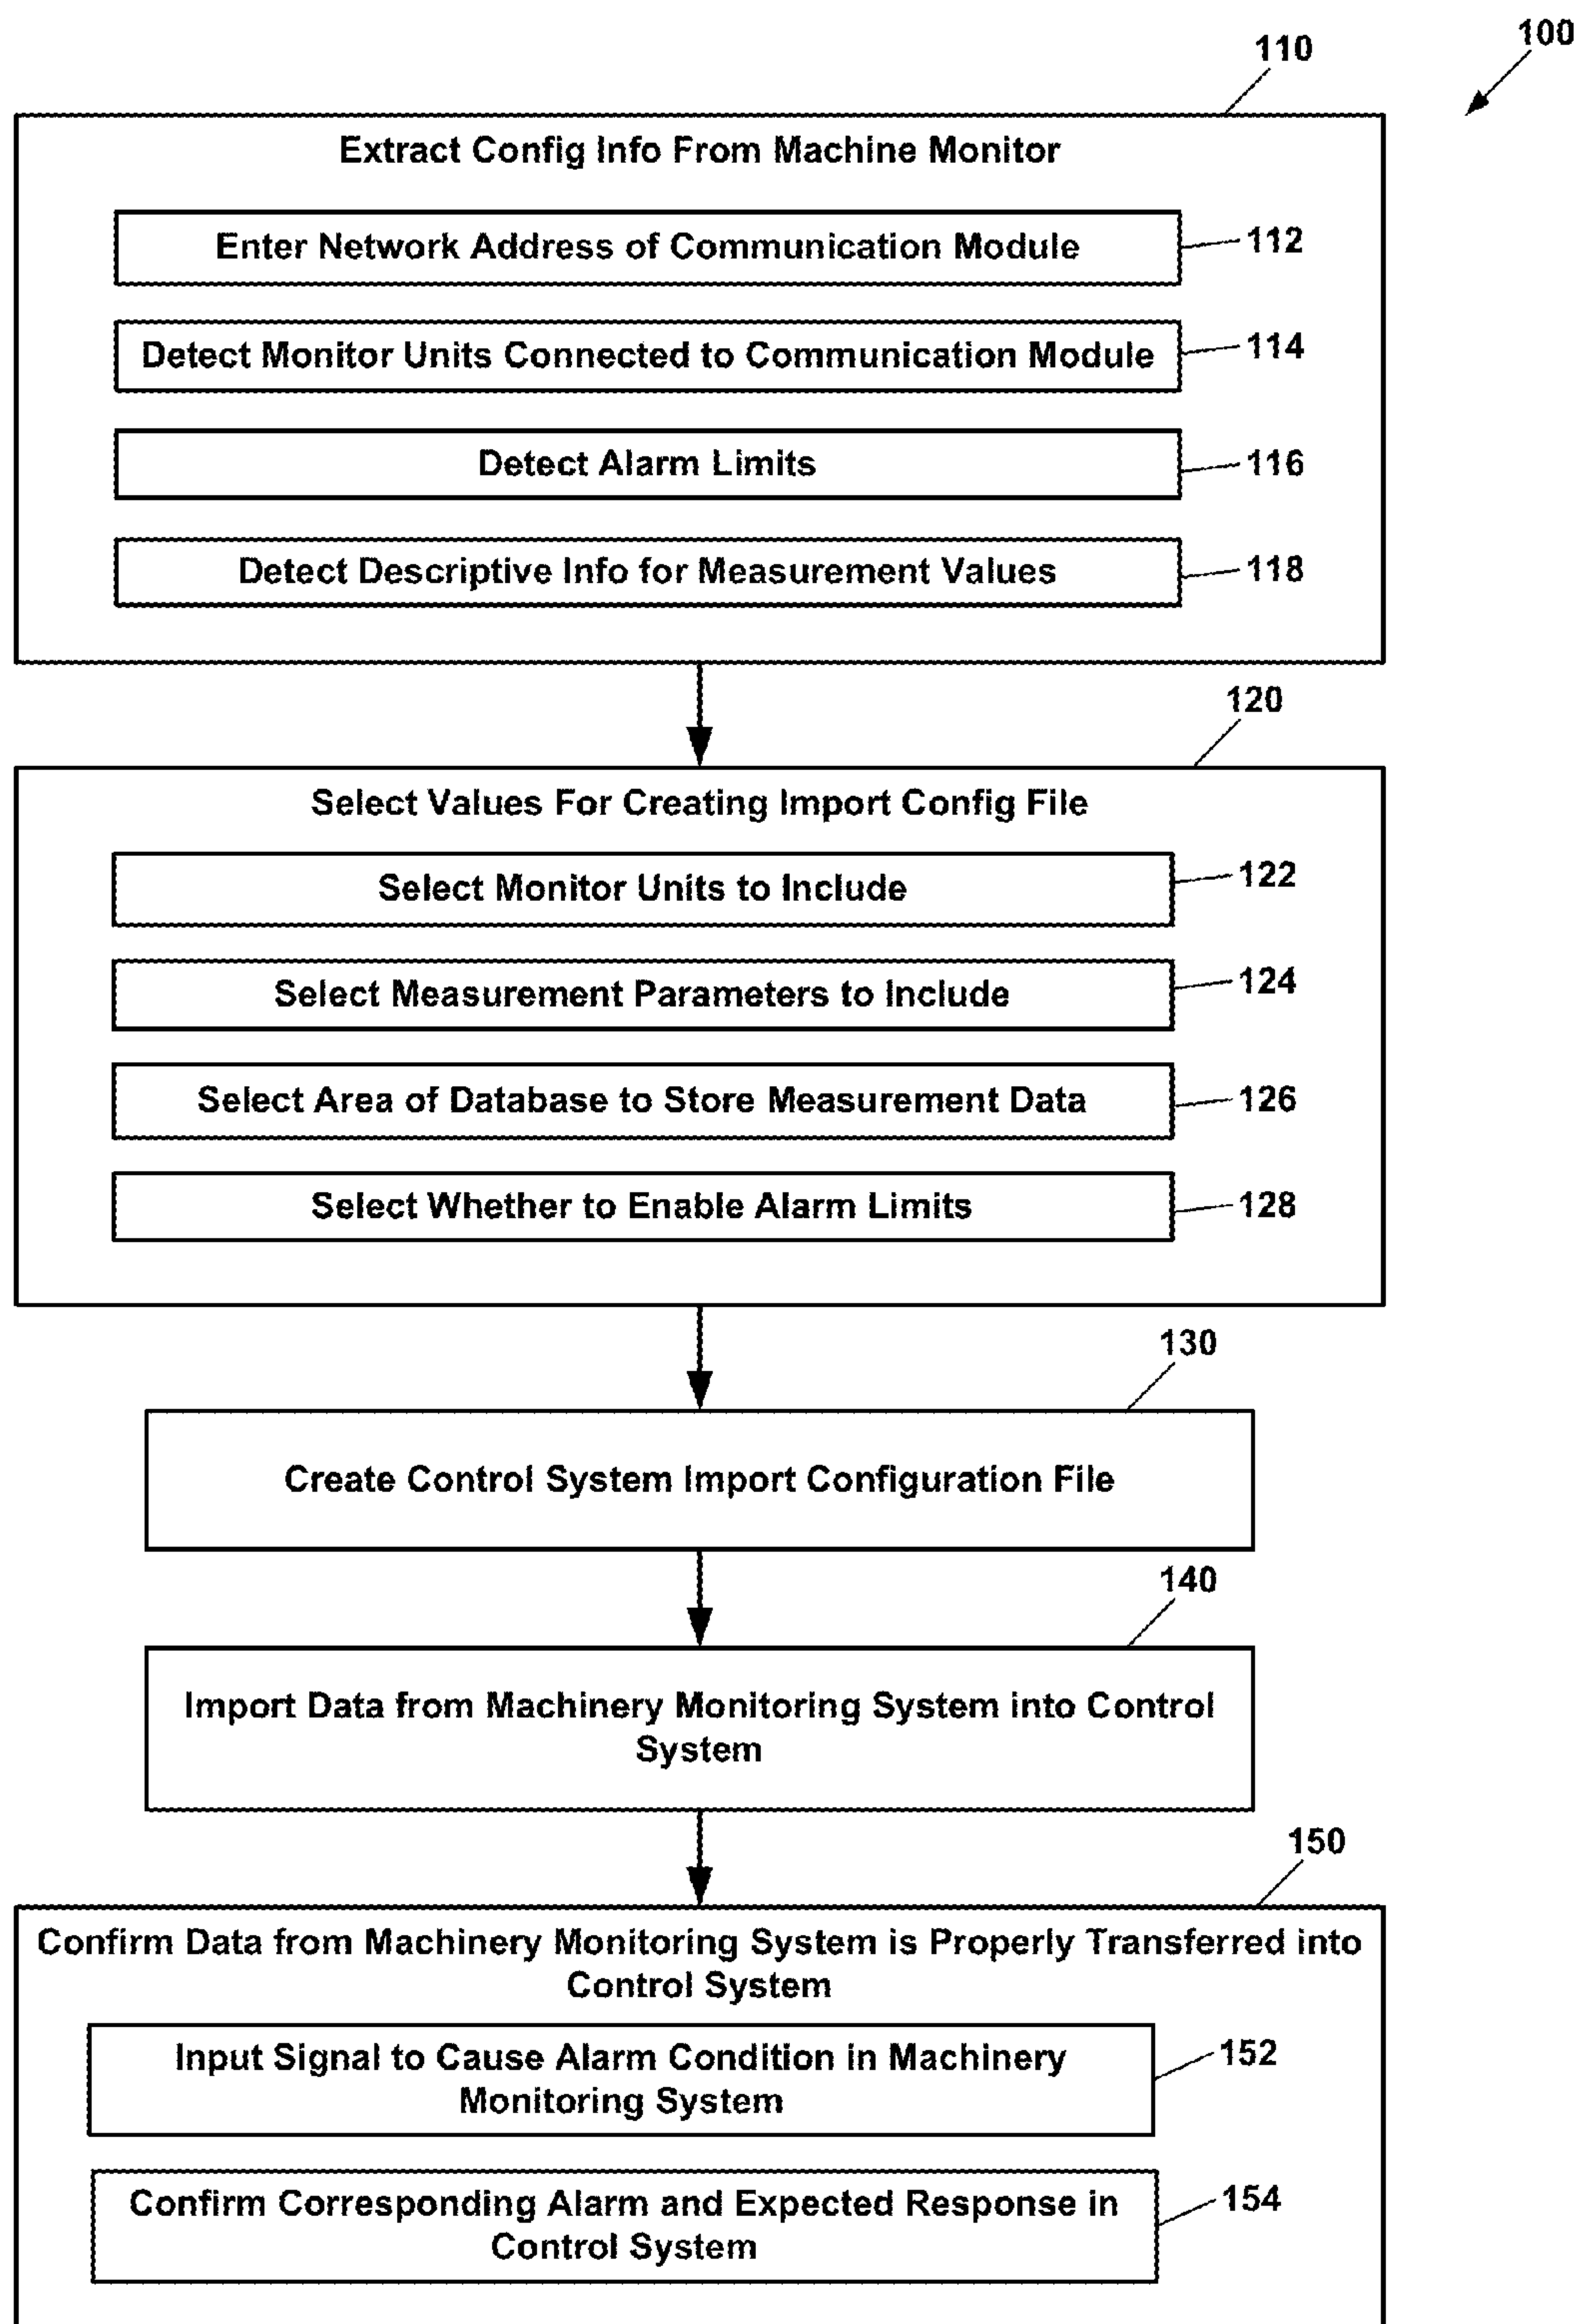 100
110
Extract Config Info From Machine Monitor
Enter Network Address of Communication Module
112
Detect Monitor Units Connected to Communication Module
114
Detect Alarm Limits
116
Detect Descriptive Info for Measurement Values
118
120
Select Values For Creating Import Config File
Select Monitor Units to Include
122
Select Measurement Parameters to Include
124
Select Area of Database to Store Measurement Data
126
Select Whether to Enable Alarm Limits
128
130
Create Control System Import Configuration File
140
Import Data from Machinery Monitoring System into Control
System
150
Confirm Data from Machinery Monitoring System is Properly Transferred into
Control System
Input Signal to Cause Alarm Condition in Machinery
Monitoring System
152
Confirm Corresponding Alarm and Expected Response in
Control System
154